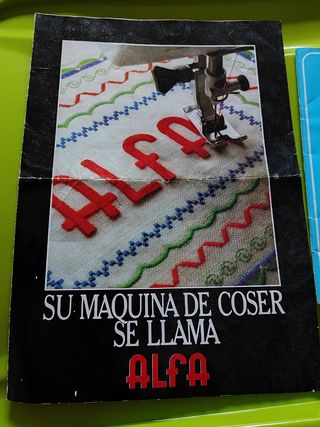 ALFA
SU MAQUINA DE COSER
SE LLAMA
ALFA